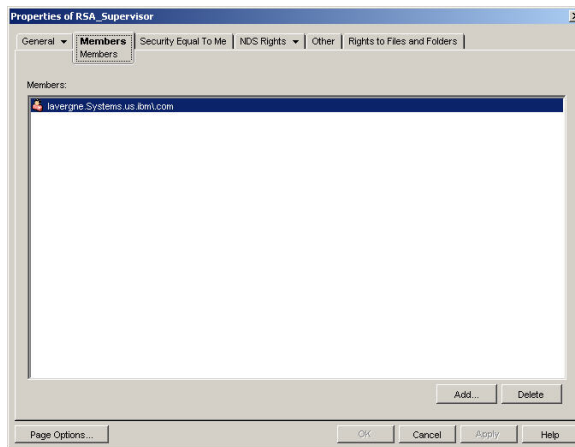 Properties of RSA_Supervisor
General Members Security Equal To Me NDS Rights Other Rights to Files and Folders
Members
Members:
lavergne.Systems.us.ibm\.com
Add... Delete
Page Options... OK Cancel Apply Help